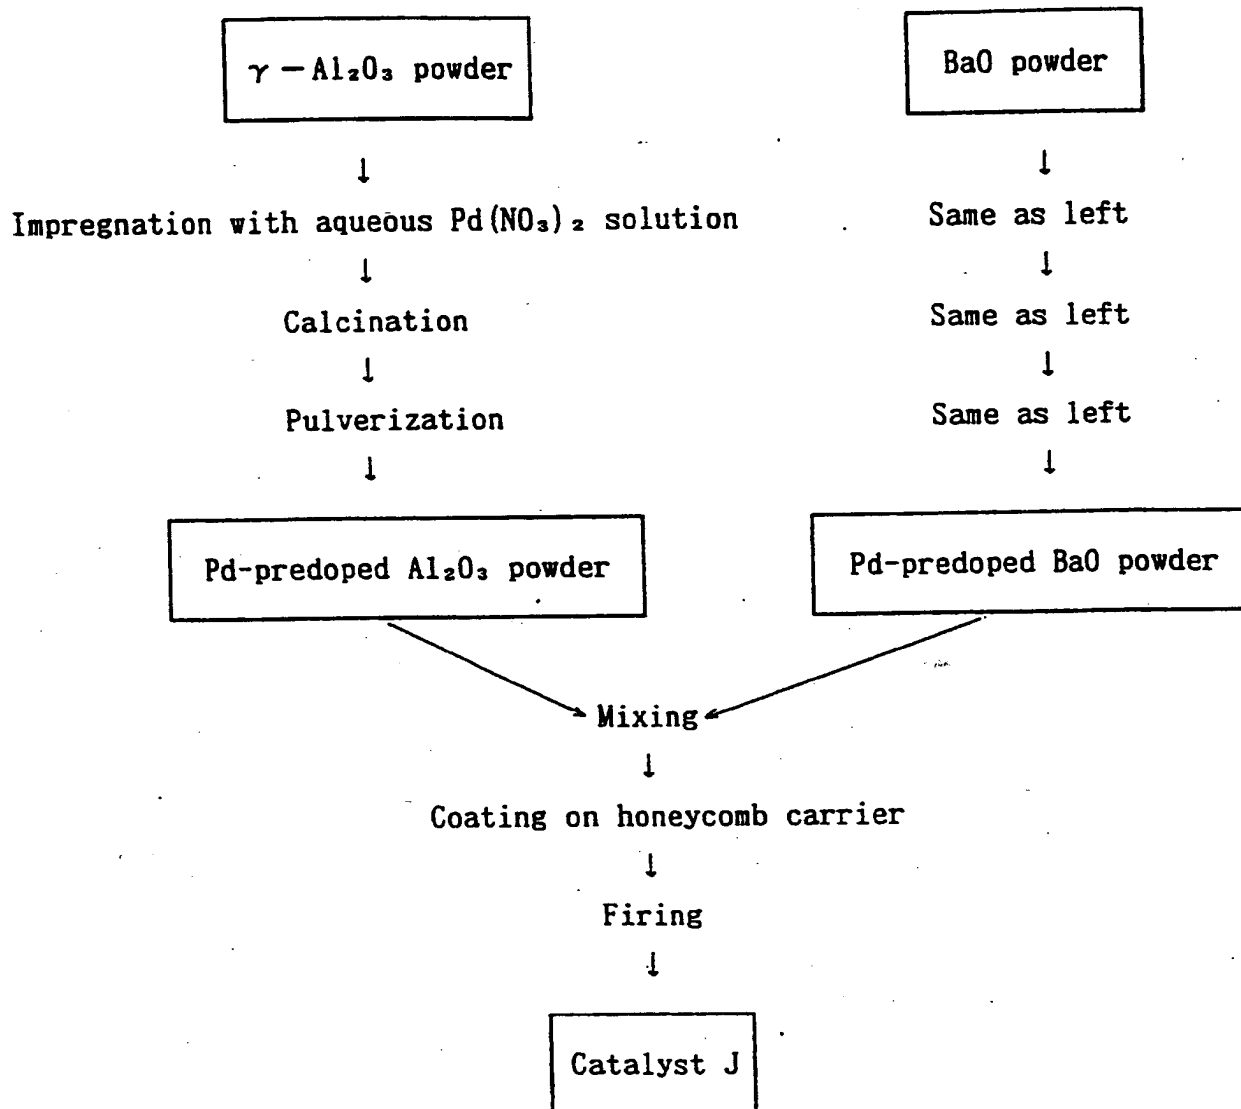 γ-Al₂O₃ powder
BaO powder
↓
↓
Impregnation with aqueous Pd(NO₃)₂ solution
Same as left
↓
↓
Calcination
Same as left
↓
↓
Pulverization
Same as left
↓
↓
Pd-predoped Al₂O₃ powder
Pd-predoped BaO powder
Mixing
↓
Coating on honeycomb carrier
↓
Firing
↓
Catalyst J